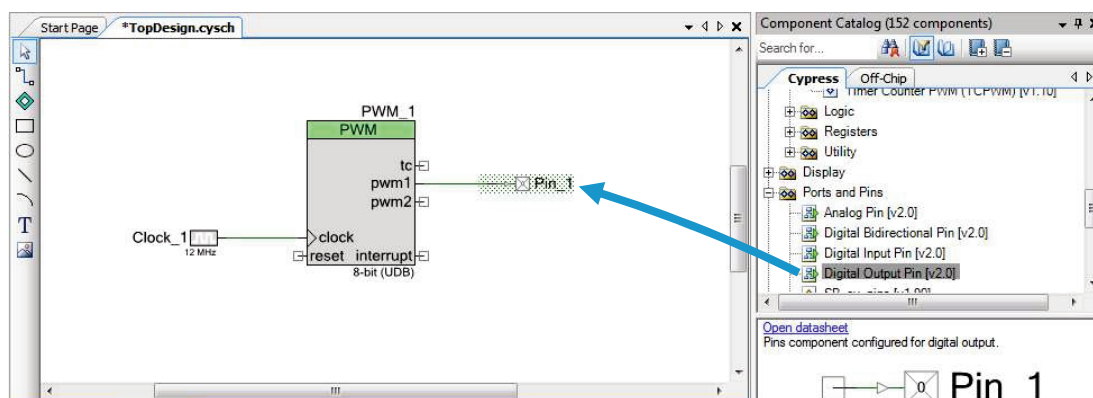 Start Page
*TopDesign.cysch
PWM_1
PWM
tc
pwm1
pwm2
Pin_1
Clock_1
12 MHz
clock
reset interrupt
8-bit (UDB)
T
Component Catalog (152 components)
Search for...
Cypress
Off-Chip
Timer Counter PWM (TCPWM) [v1.10]
Logic
Registers
Utility
Display
Ports and Pins
Analog Pin [v2.0]
Digital Bidirectional Pin [v2.0]
Digital Input Pin [v2.0]
Digital Output Pin [v2.0]
Open datasheet
Pins component configured for digital output.
0
Pin_1